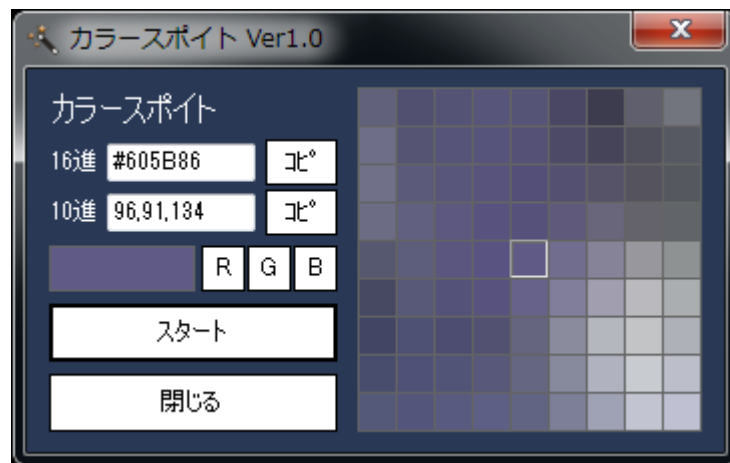 カラースポイト Ver1.0
カラースポイト
16進 #605B86 ｺﾋﾟ
10進 96,91,134 ｺﾋﾟ
R G B
スタート
閉じる